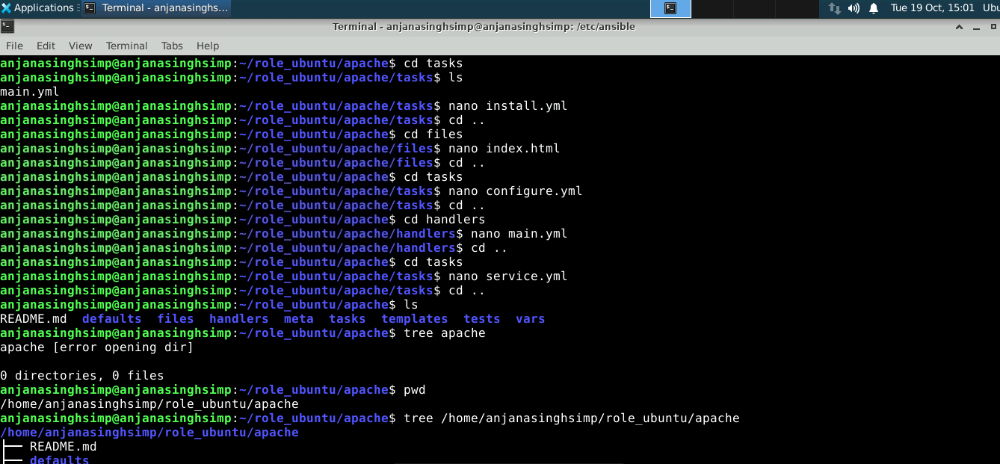 Applications Terminal - anjanasinghs... Tue 19 Oct, 15:01 Ubu
Terminal - anjanasinghsimp@anjanasinghsimp: /etc/ansible
File Edit View Terminal Tabs Help
anjanasinghsimp@anjanasinghsimp:~/role_ubuntu/apache$ cd tasks
anjanasinghsimp@anjanasinghsimp:~/role_ubuntu/apache/tasks$ ls
main.yml
anjanasinghsimp@anjanasinghsimp:~/role_ubuntu/apache/tasks$ nano install.yml
anjanasinghsimp@anjanasinghsimp:~/role_ubuntu/apache/tasks$ cd ..
anjanasinghsimp@anjanasinghsimp:~/role_ubuntu/apache$ cd files
anjanasinghsimp@anjanasinghsimp:~/role_ubuntu/apache/files$ nano index.html
anjanasinghsimp@anjanasinghsimp:~/role_ubuntu/apache/files$ cd ..
anjanasinghsimp@anjanasinghsimp:~/role_ubuntu/apache$ cd tasks
anjanasinghsimp@anjanasinghsimp:~/role_ubuntu/apache/tasks$ nano configure.yml
anjanasinghsimp@anjanasinghsimp:~/role_ubuntu/apache/tasks$ cd ..
anjanasinghsimp@anjanasinghsimp:~/role_ubuntu/apache$ cd handlers
anjanasinghsimp@anjanasinghsimp:~/role_ubuntu/apache/handlers$ nano main.yml
anjanasinghsimp@anjanasinghsimp:~/role_ubuntu/apache/handlers$ cd ..
anjanasinghsimp@anjanasinghsimp:~/role_ubuntu/apache$ cd tasks
anjanasinghsimp@anjanasinghsimp:~/role_ubuntu/apache/tasks$ nano service.yml
anjanasinghsimp@anjanasinghsimp:~/role_ubuntu/apache/tasks$ cd ..
anjanasinghsimp@anjanasinghsimp:~/role_ubuntu/apache$ ls
README.md defaults files handlers meta tasks templates tests vars
anjanasinghsimp@anjanasinghsimp:~/role_ubuntu/apache$ tree apache
apache [error opening dir]
0 directories, 0 files
anjanasinghsimp@anjanasinghsimp:~/role_ubuntu/apache$ pwd
/home/anjanasinghsimp/role_ubuntu/apache
anjanasinghsimp@anjanasinghsimp:~/role_ubuntu/apache$ tree /home/anjanasinghsimp/role_ubuntu/apache
/home/anjanasinghsimp/role_ubuntu/apache
├── README.md
├── defaults